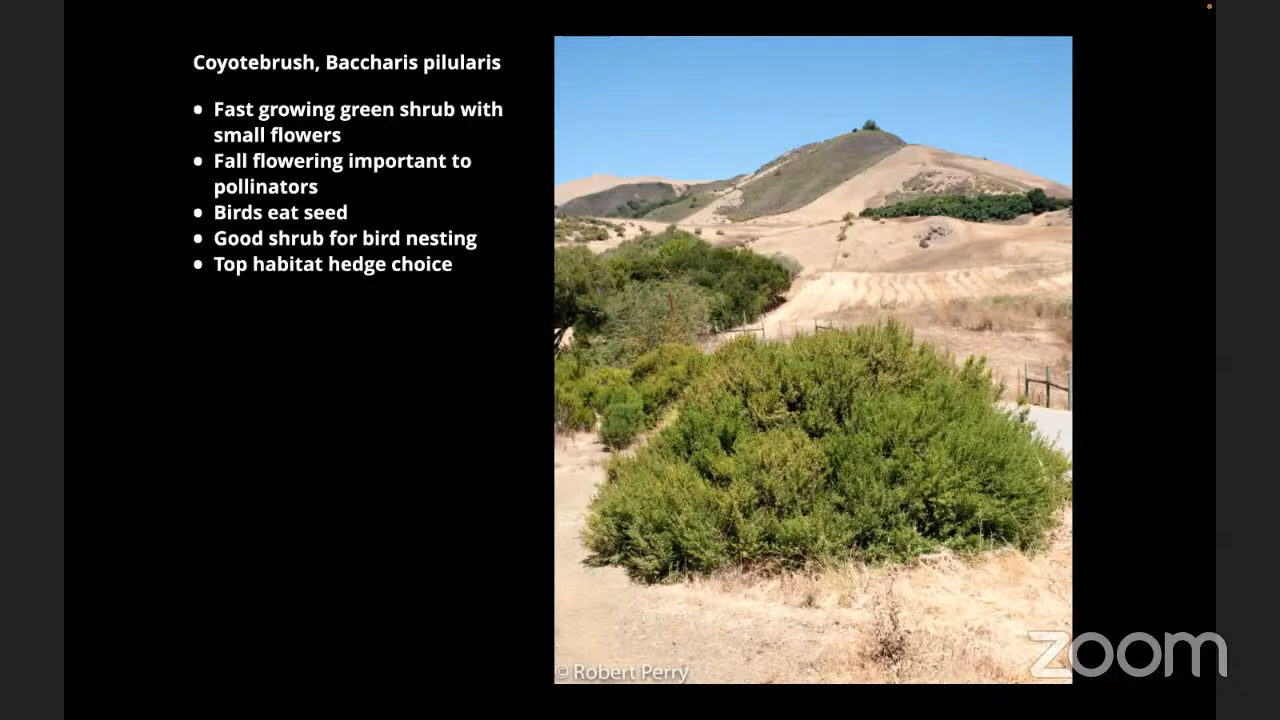 Coyotebrush, Baccharis pilularis
• Fast growing green shrub with
small flowers
• Fall flowering important to
pollinators
• Birds eat seed
• Good shrub for bird nesting
• Top habitat hedge choice
© Robert Perry
zoom